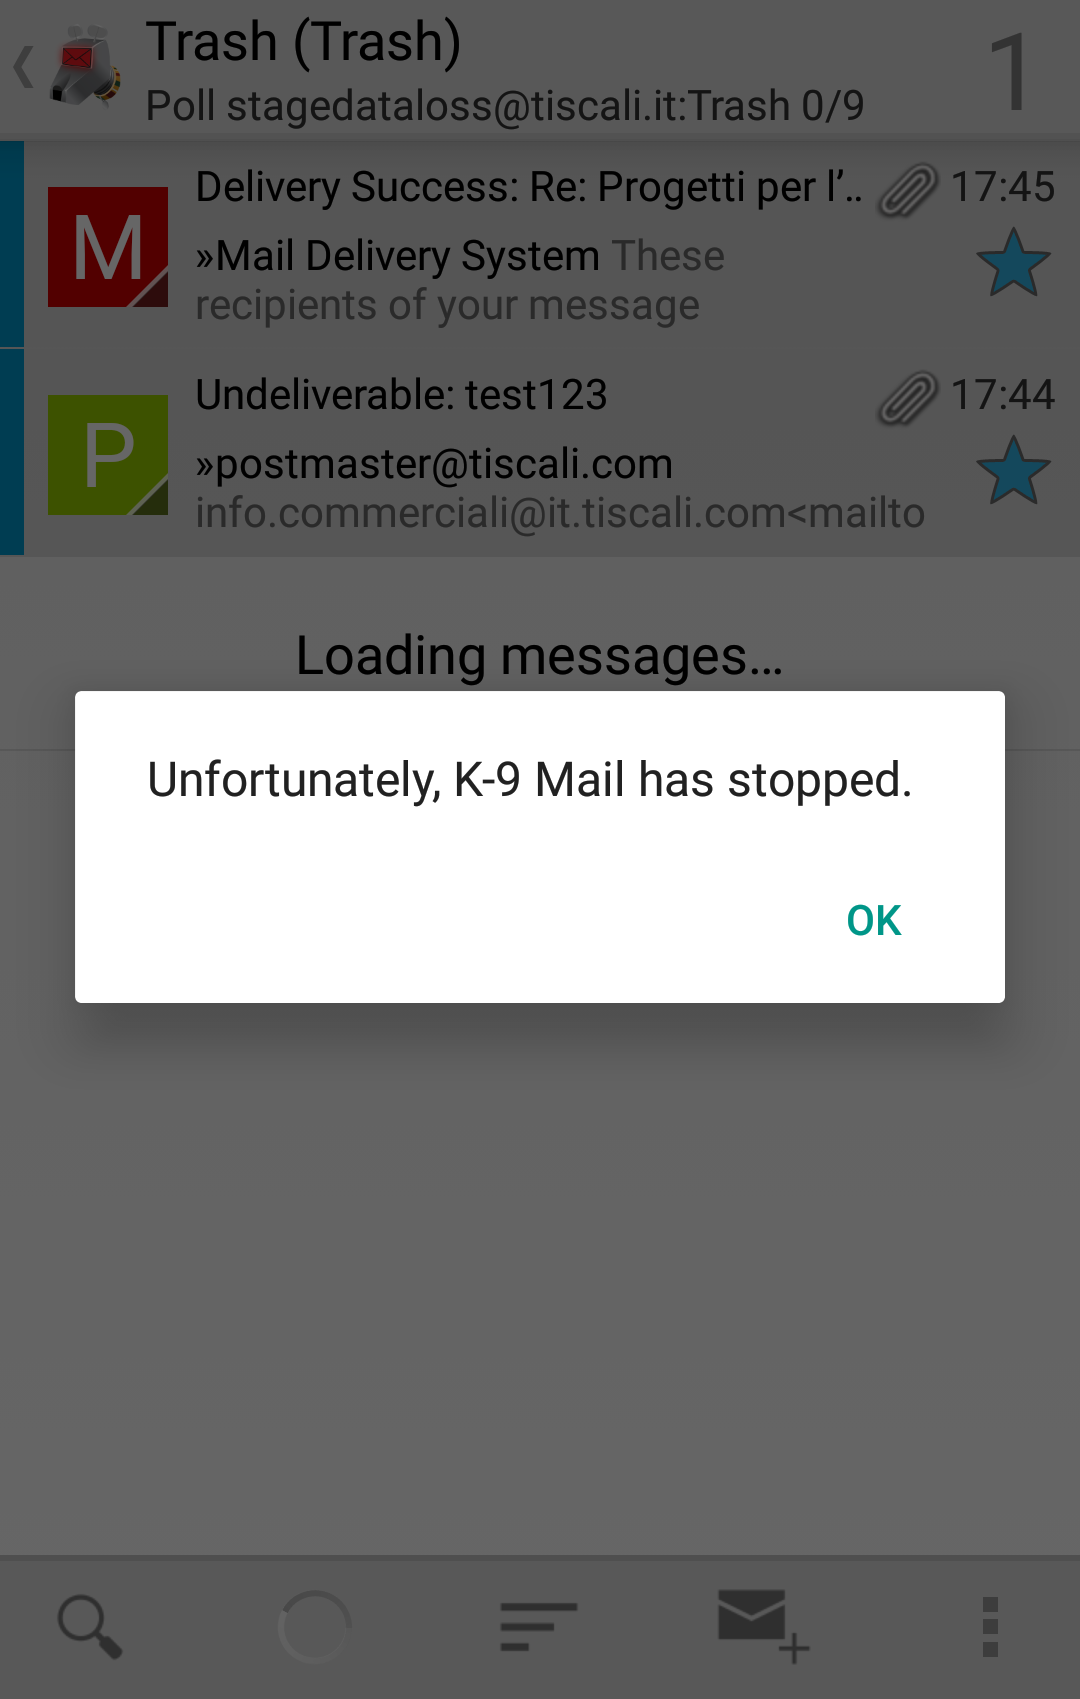 Trash (Trash)
1
Poll stagedataloss@tiscali.it:Trash 0/9
Delivery Success: Re: Progetti per l’.. 17:45
M
»Mail Delivery System These
recipients of your message
Undeliverable: test123 17:44
P
»postmaster@tiscali.com
info.commerciali@it.tiscali.com<mailto
Loading messages…
Unfortunately, K-9 Mail has stopped.
OK